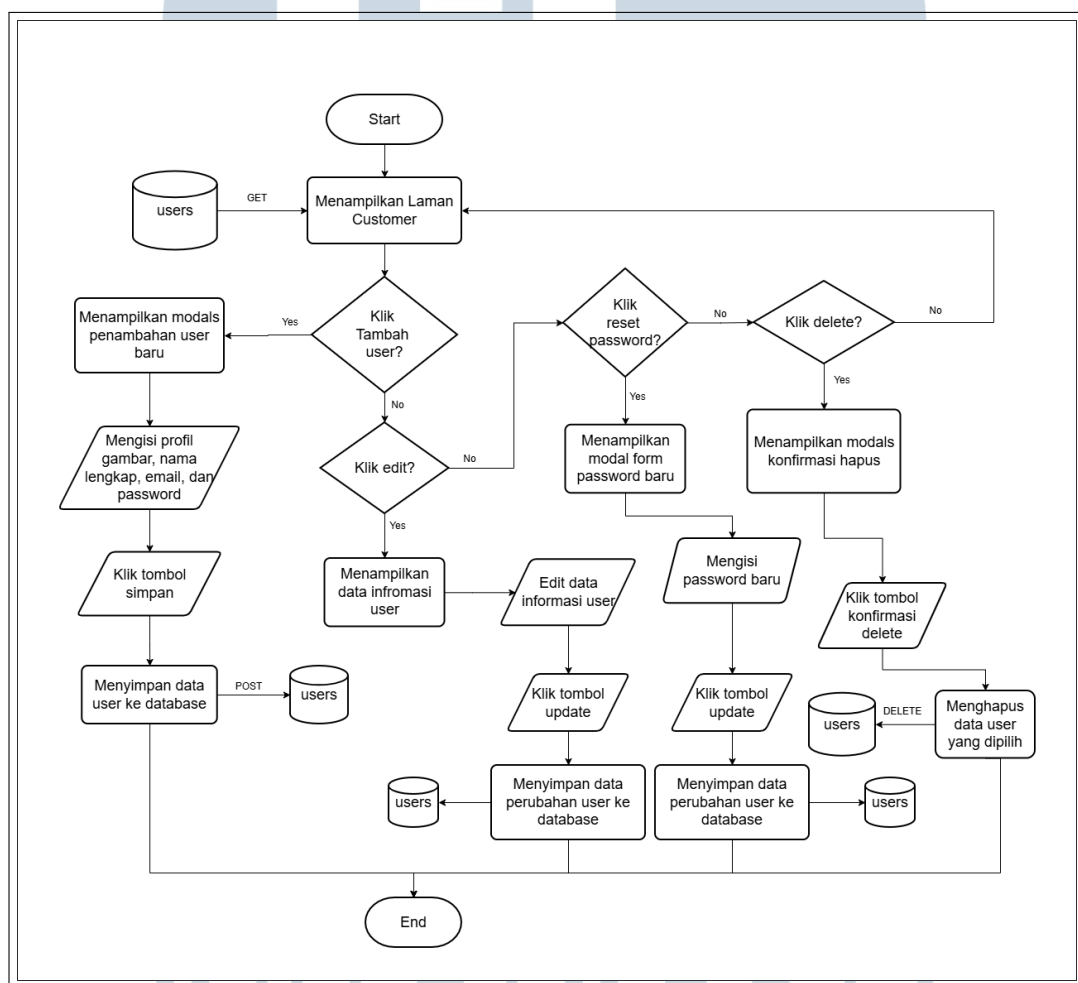 Start
users
GET
Menampilkan Laman
Customer
Menampilkan modals
penambahan user
baru
Yes
Klik
Tambah
user?
Klik
reset
password?
No
Klik delete?
No
No
Yes
Yes
Mengisi profil
gambar, nama
lengkap, email, dan
password
Klik edit?
No
Menampilkan
modal form
password baru
Menampilkan modals
konfirmasi hapus
Yes
Klik tombol
simpan
Menampilkan
data infromasi
user
Edit data
informasi user
Mengisi
password baru
Klik tombol
konfirmasi
delete
Menyimpan data
user ke database
POST
users
Klik tombol
update
Klik tombol
update
users
DELETE
Menghapus
data user
yang dipilih
users
Menyimpan data
perubahan user ke
database
Menyimpan data
perubahan user ke
database
users
End